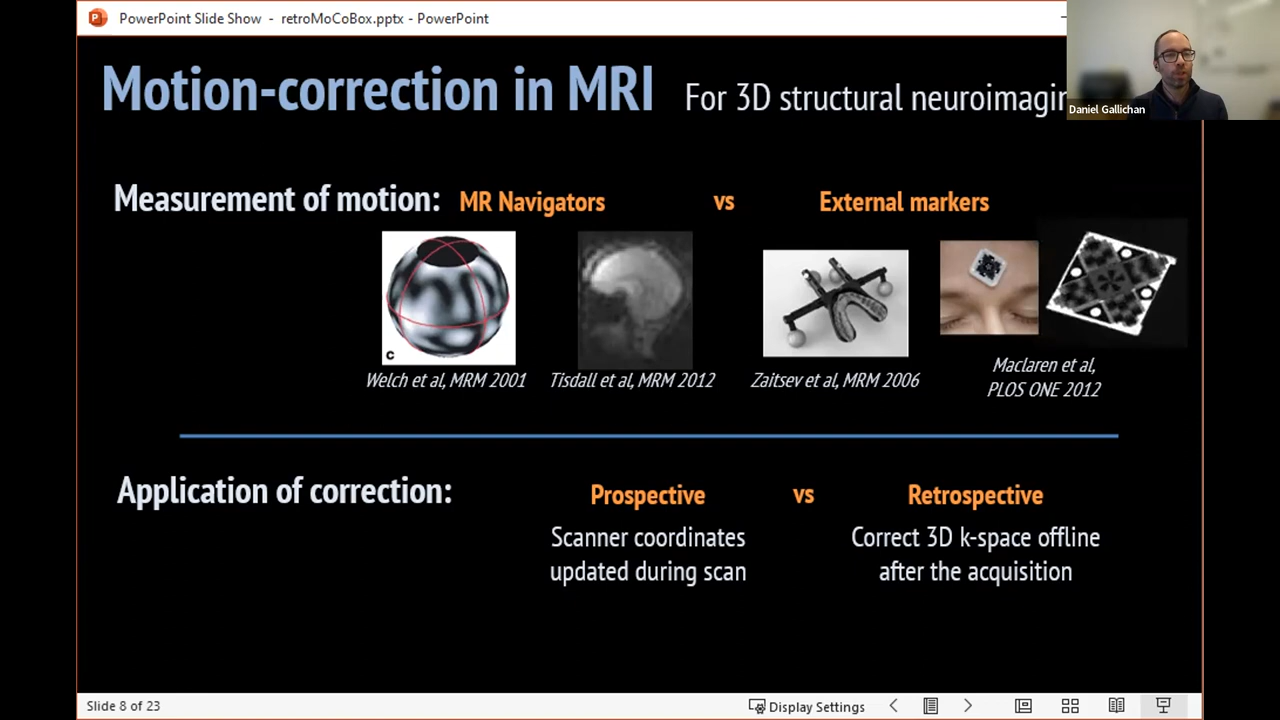 PowerPoint Slide Show - retroMoCoBox.pptx - PowerPoint
Motion-correction in MRI For 3D structural neuroimagin
Daniel Gallichan
Measurement of motion: MR Navigators vs External markers
C
Welch et al, MRM 2001
Tisdall et al, MRM 2012
Zaitsev et al, MRM 2006
Maclaren et al,
PLOS ONE 2012
Application of correction: Prospective vs Retrospective
Scanner coordinates
updated during scan
Correct 3D k-space offline
after the acquisition
Slide 8 of 23
Display Settings